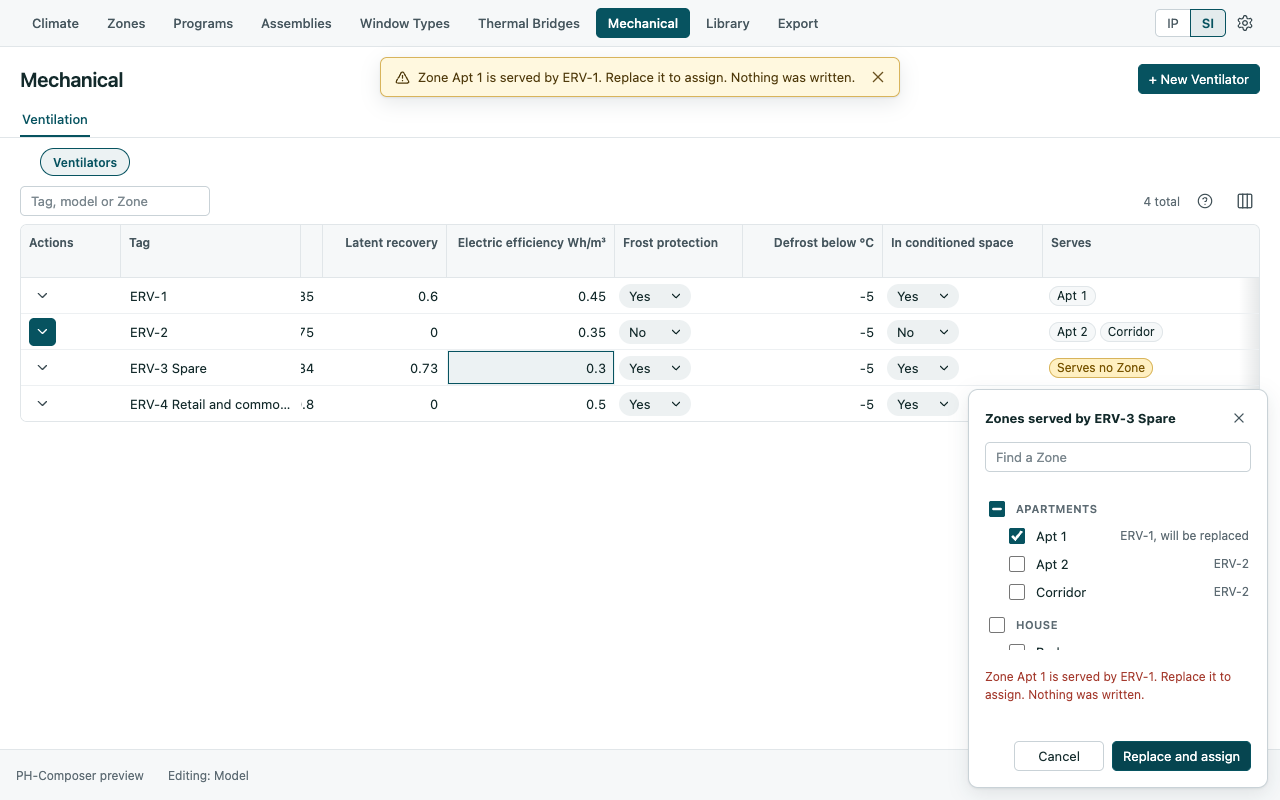 Climate Zones Programs Assemblies Window Types Thermal Bridges Mechanical Library Export IP SI
Zone Apt 1 is served by ERV-1. Replace it to assign. Nothing was written.
Mechanical
+ New Ventilator
Ventilation
Ventilators
Tag, model or Zone
4 total
Actions Tag Latent recovery Electric efficiency Wh/m³ Frost protection Defrost below °C In conditioned space Serves
ERV-1 35 0.6 0.45 Yes -5 Yes Apt 1
ERV-2 75 0 0.35 No -5 No Apt 2 Corridor
ERV-3 Spare 84 0.73 0.3 Yes -5 Yes Serves no Zone
ERV-4 Retail and commo... .8 0 0.5 Yes -5 Yes
Zones served by ERV-3 Spare
Find a Zone
APARTMENTS
Apt 1 ERV-1, will be replaced
Apt 2 ERV-2
Corridor ERV-2
HOUSE
Zone Apt 1 is served by ERV-1. Replace it to
assign. Nothing was written.
Cancel Replace and assign
PH-Composer preview Editing: Model